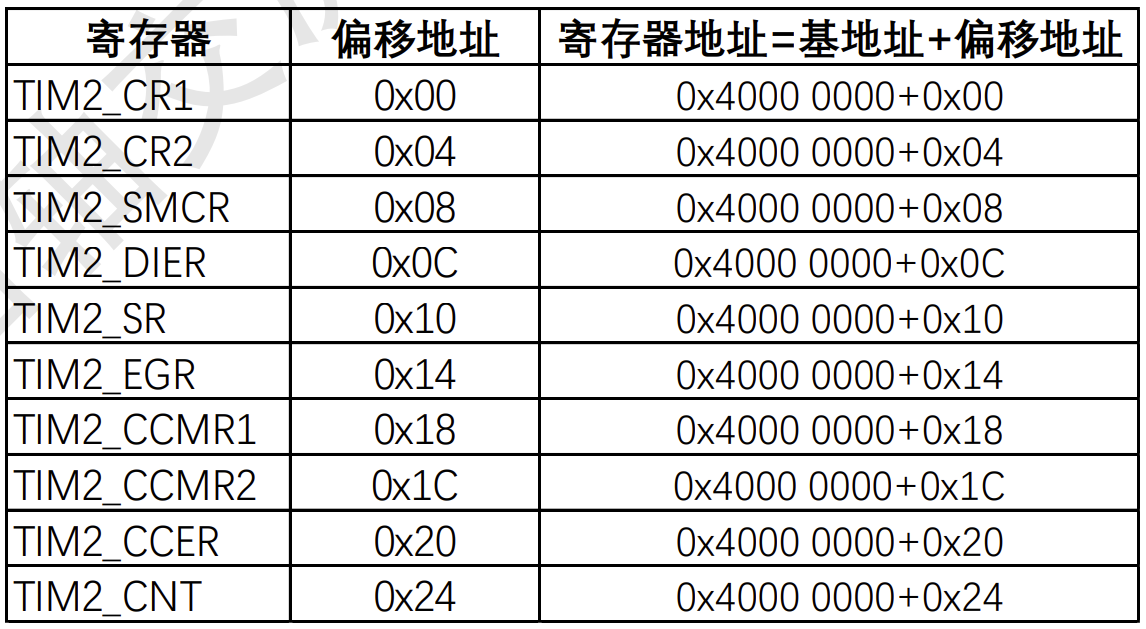 寄存器 偏移地址 寄存器地址=基地址+偏移地址
TIM2_CR1 0x00 0x4000 0000+0x00
TIM2_CR2 0x04 0x4000 0000+0x04
TIM2_SMCR 0x08 0x4000 0000+0x08
TIM2_DIER 0x0C 0x4000 0000+0x0C
TIM2_SR 0x10 0x4000 0000+0x10
TIM2_EGR 0x14 0x4000 0000+0x14
TIM2_CCMR1 0x18 0x4000 0000+0x18
TIM2_CCMR2 0x1C 0x4000 0000+0x1C
TIM2_CCER 0x20 0x4000 0000+0x20
TIM2_CNT 0x24 0x4000 0000+0x24